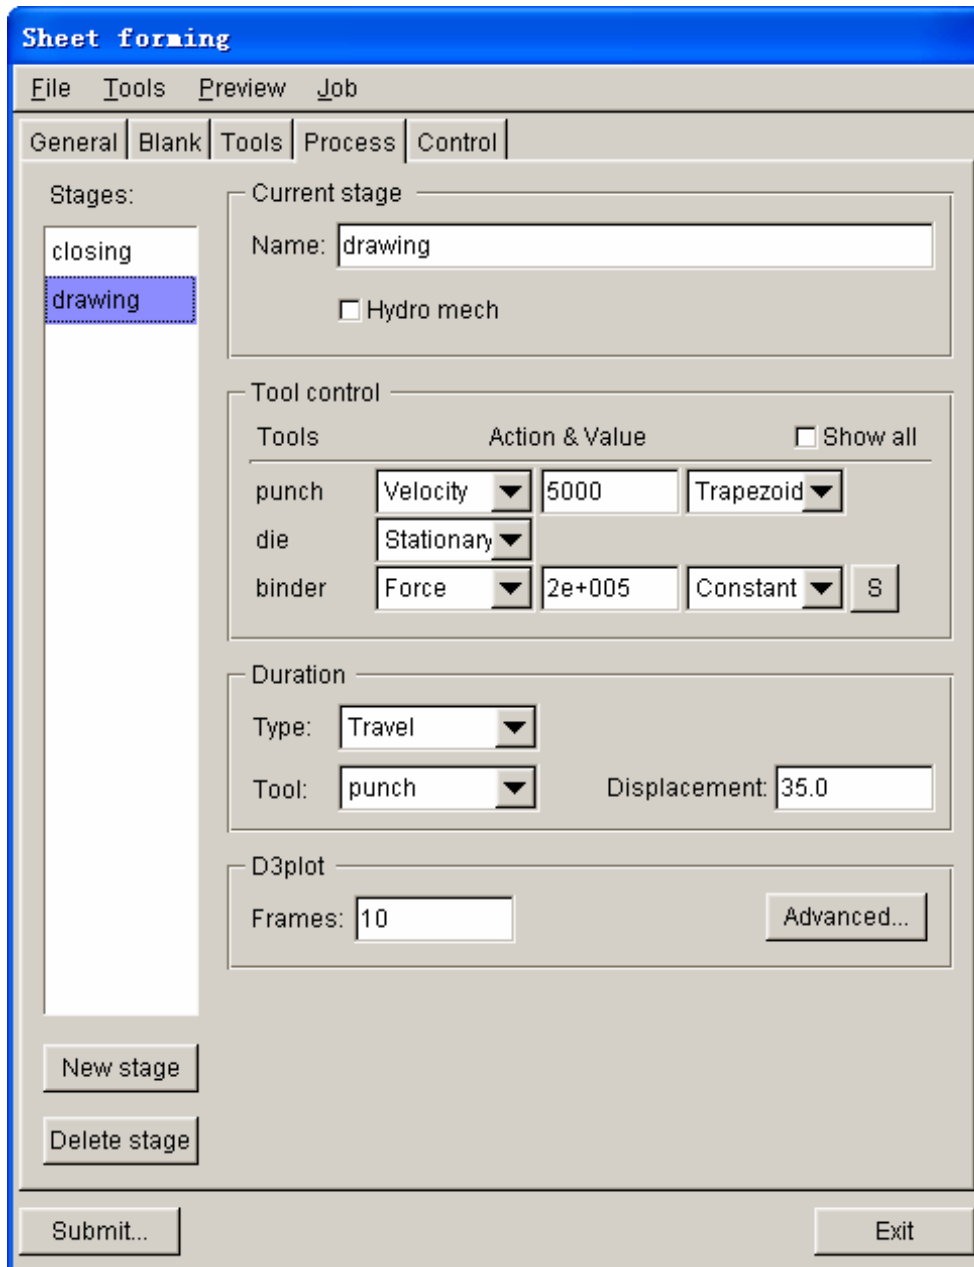 Sheet forming
File Tools Preview Job
General Blank Tools Process Control
Stages:
closing
drawing
New stage
Delete stage
Current stage
Name: drawing
Hydro mech
Tool control
Tools Action & Value Show all
punch Velocity 5000 Trapezoid
die Stationary
binder Force 2e+005 Constant S
Duration
Type: Travel
Tool: punch Displacement: 35.0
D3plot
Frames: 10 Advanced...
Submit... Exit